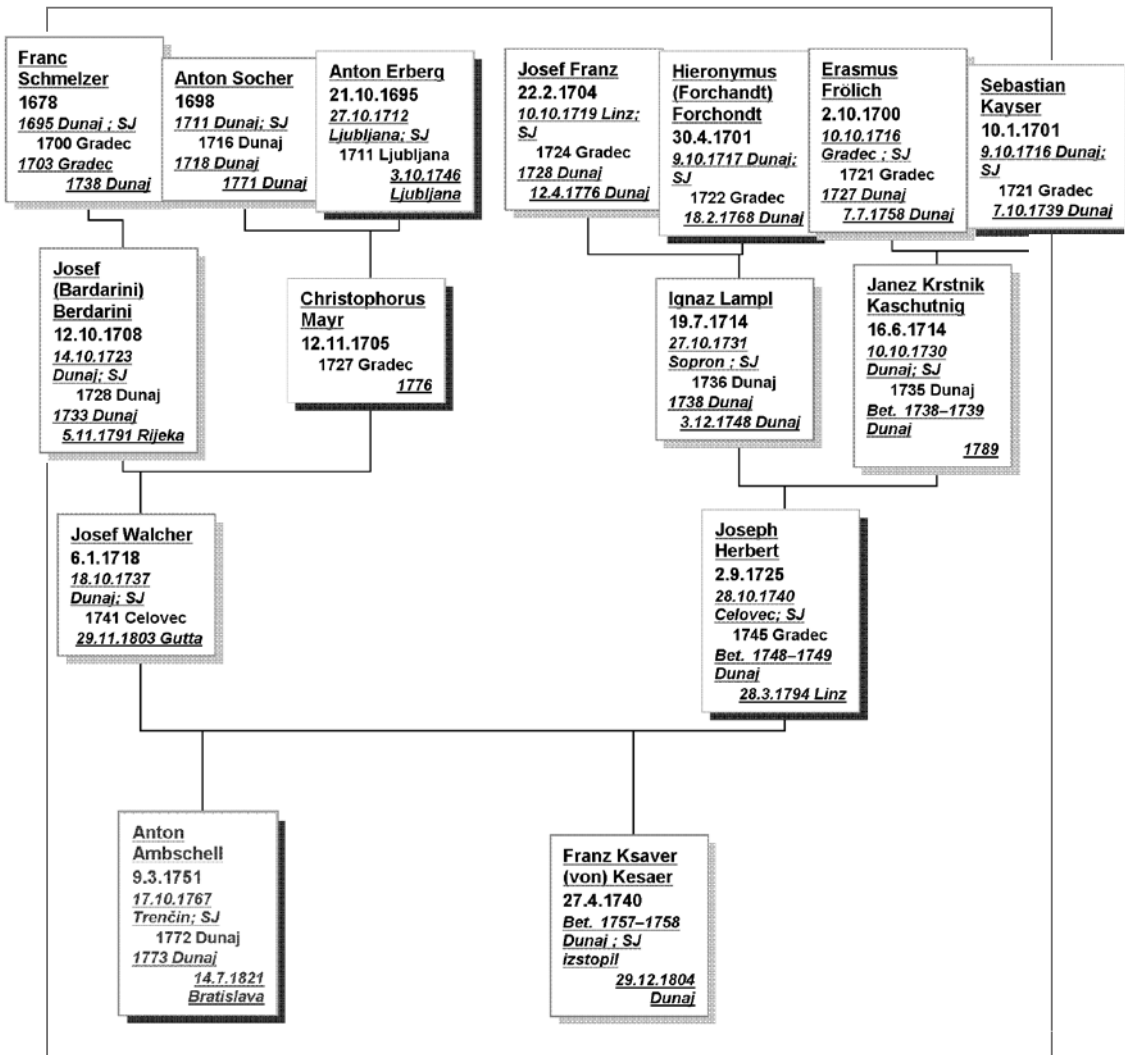 Franc
Schmelzer
1678
1695 Dunaj ; SJ
1700 Gradec
1703 Gradec
1738 Dunaj
Anton Socher
1698
1711 Dunaj; SJ
1716 Dunaj
1718 Dunaj
1771 Dunaj
Anton Erberg
21.10.1695
27.10.1712
Ljubljana; SJ
1711 Ljubljana
3.10.1746
Ljubljana
Josef Franz
22.2.1704
10.10.1719 Linz;
SJ
1724 Gradec
1728 Dunaj
12.4.1776 Dunaj
Hieronymus
(Forchandt)
Forchondt
30.4.1701
9.10.1717 Dunaj;
SJ
1722 Gradec
18.2.1768 Dunaj
Erasmus
Frölich
2.10.1700
10.10.1716
Gradec ; SJ
1721 Gradec
1727 Dunaj
7.7.1758 Dunaj
Sebastian
Kayser
10.1.1701
9.10.1716 Dunaj;
SJ
1721 Gradec
7.10.1739 Dunaj
Josef
(Bardarini)
Berdarini
12.10.1708
14.10.1723
Dunaj; SJ
1728 Dunaj
1733 Dunaj
5.11.1791 Rijeka
Christophorus
Mayr
12.11.1705
1727 Gradec
1776
Ignaz Lampl
19.7.1714
27.10.1731
Sopron ; SJ
1736 Dunaj
1738 Dunaj
3.12.1748 Dunaj
Janez Krstnik
Kaschutnig
16.6.1714
10.10.1730
Dunaj; SJ
1735 Dunaj
Bet. 1738–1739
Dunaj
1789
Josef Walcher
6.1.1718
18.10.1737
Dunaj; SJ
1741 Celovec
29.11.1803 Gutta
Joseph
Herbert
2.9.1725
28.10.1740
Celovec; SJ
1745 Gradec
Bet. 1748–1749
Dunaj
28.3.1794 Linz
Anton
Ambschell
9.3.1751
17.10.1767
Trenčin; SJ
1772 Dunaj
1773 Dunaj
14.7.1821
Bratislava
Franz Ksaver
(von) Kesaer
27.4.1740
Bet. 1757–1758
Dunaj ; SJ
izstopil
29.12.1804
Dunaj